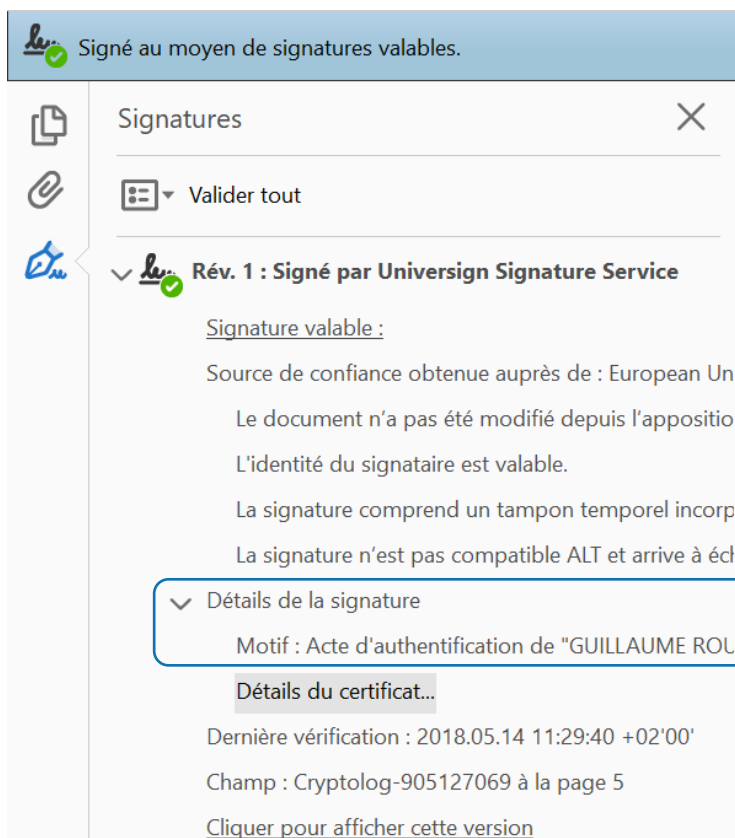 Signé au moyen de signatures valables.
Signatures
Valider tout
Rév. 1 : Signé par Universign Signature Service
Signature valable :
Source de confiance obtenue auprès de : European Un
Le document n'a pas été modifié depuis l'appositio
L'identité du signataire est valable.
La signature comprend un tampon temporel incorp
La signature n'est pas compatible ALT et arrive à éch
Détails de la signature
Motif : Acte d'authentification de "GUILLAUME ROU
Détails du certificat...
Dernière vérification : 2018.05.14 11:29:40 +02'00'
Champ : Cryptolog-905127069 à la page 5
Cliquer pour afficher cette version